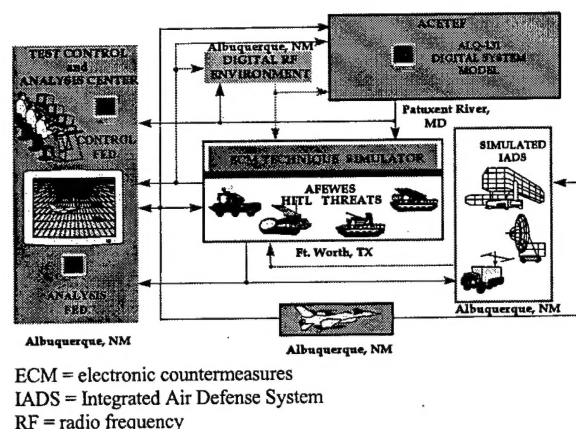 TEST CONTROL
and
ANALYSIS CENTER
CONTROL
FED
ANALYSIS
FED
Albuquerque, NM
Albuquerque, NM
DIGITAL RF
ENVIRONMENT
ACETEF
ALQ-131
DIGITAL SYSTEM
MODEL
Patuxent River,
MD
ECM TECHNIQUE SIMULATOR
AFEWES
HITL THREATS
Ft. Worth, TX
SIMULATED
IADS
Albuquerque, NM
Albuquerque, NM
ECM = electronic countermeasures
IADS = Integrated Air Defense System
RF = radio frequency